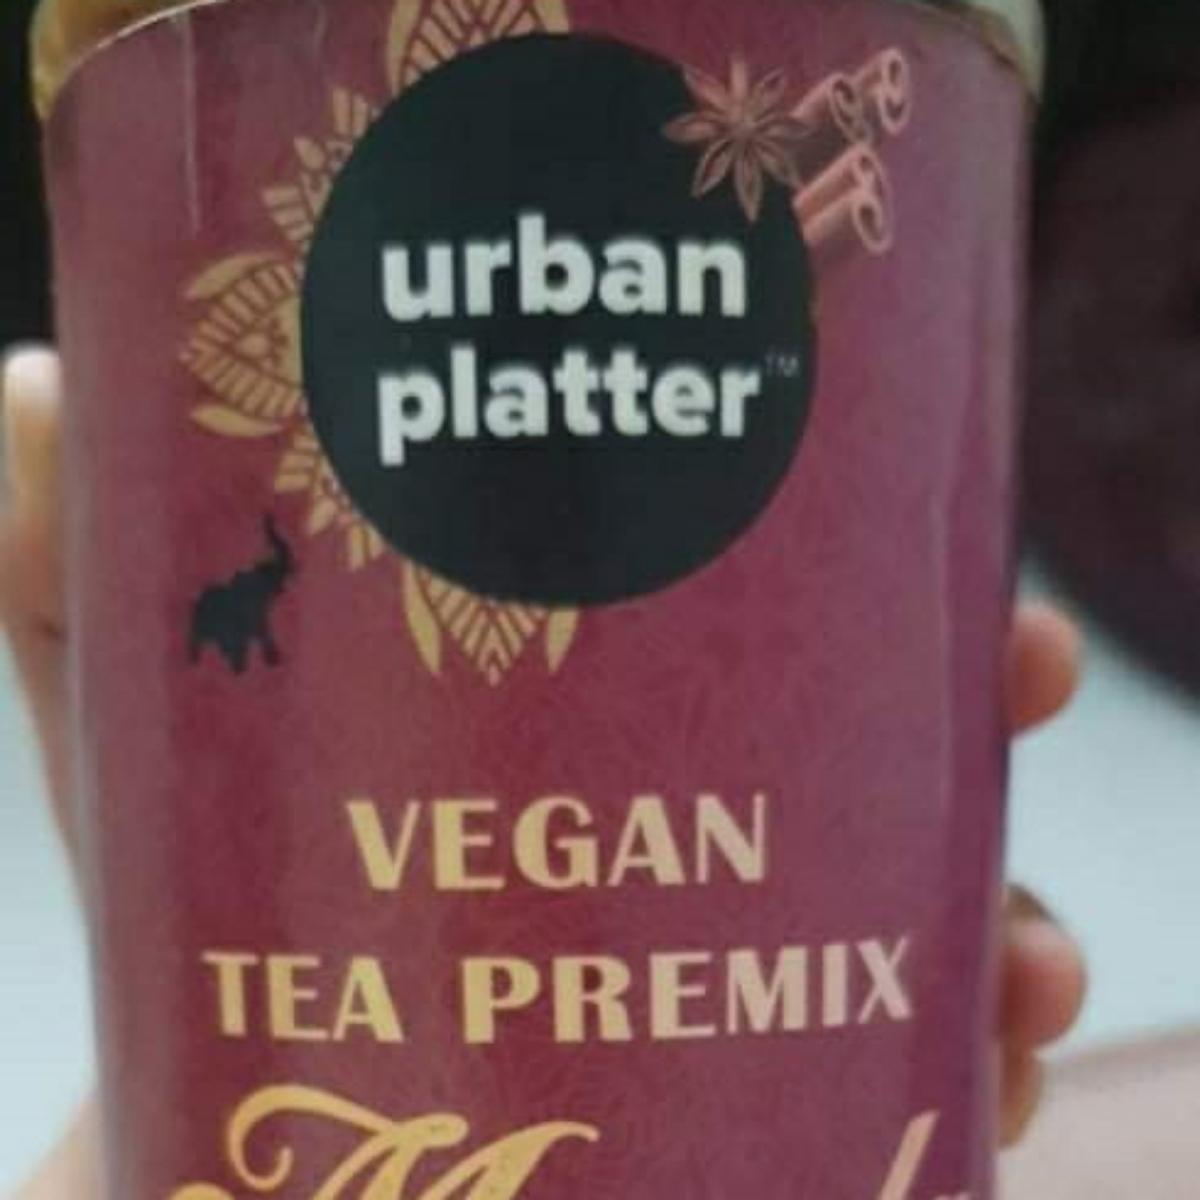 urban
platter™
VEGAN
TEA PREMIX